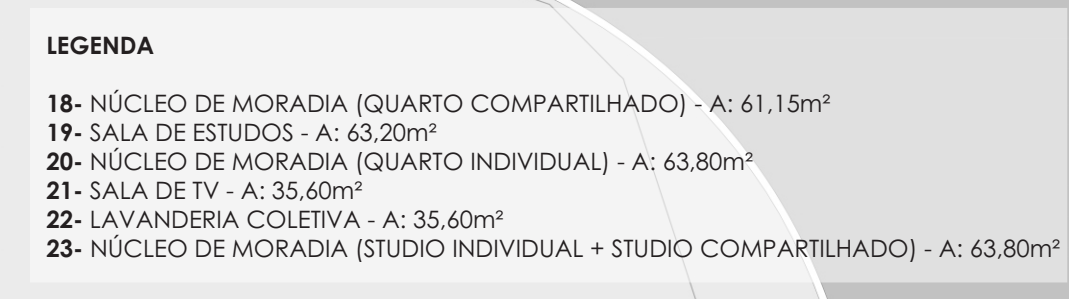 LEGENDA
18- NÚCLEO DE MORADIA (QUARTO COMPARTILHADO) - A: 61,15m²
19- SALA DE ESTUDOS - A: 63,20m²
20- NÚCLEO DE MORADIA (QUARTO INDIVIDUAL) - A: 63,80m²
21- SALA DE TV - A: 35,60m²
22- LAVANDERIA COLETIVA - A: 35,60m²
23- NÚCLEO DE MORADIA (STUDIO INDIVIDUAL + STUDIO COMPARTILHADO) - A: 63,80m²